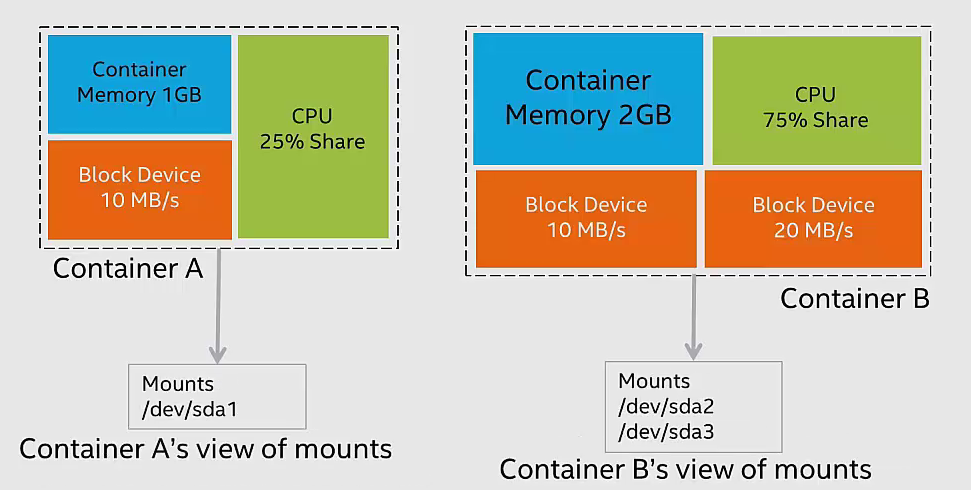 Container
Memory 1GB
CPU
25% Share
Block Device
10 MB/s
Container A
Mounts
/dev/sda1
Container A’s view of mounts
Container
Memory 2GB
CPU
75% Share
Block Device
10 MB/s
Block Device
20 MB/s
Container B
Mounts
/dev/sda2
/dev/sda3
Container B’s view of mounts